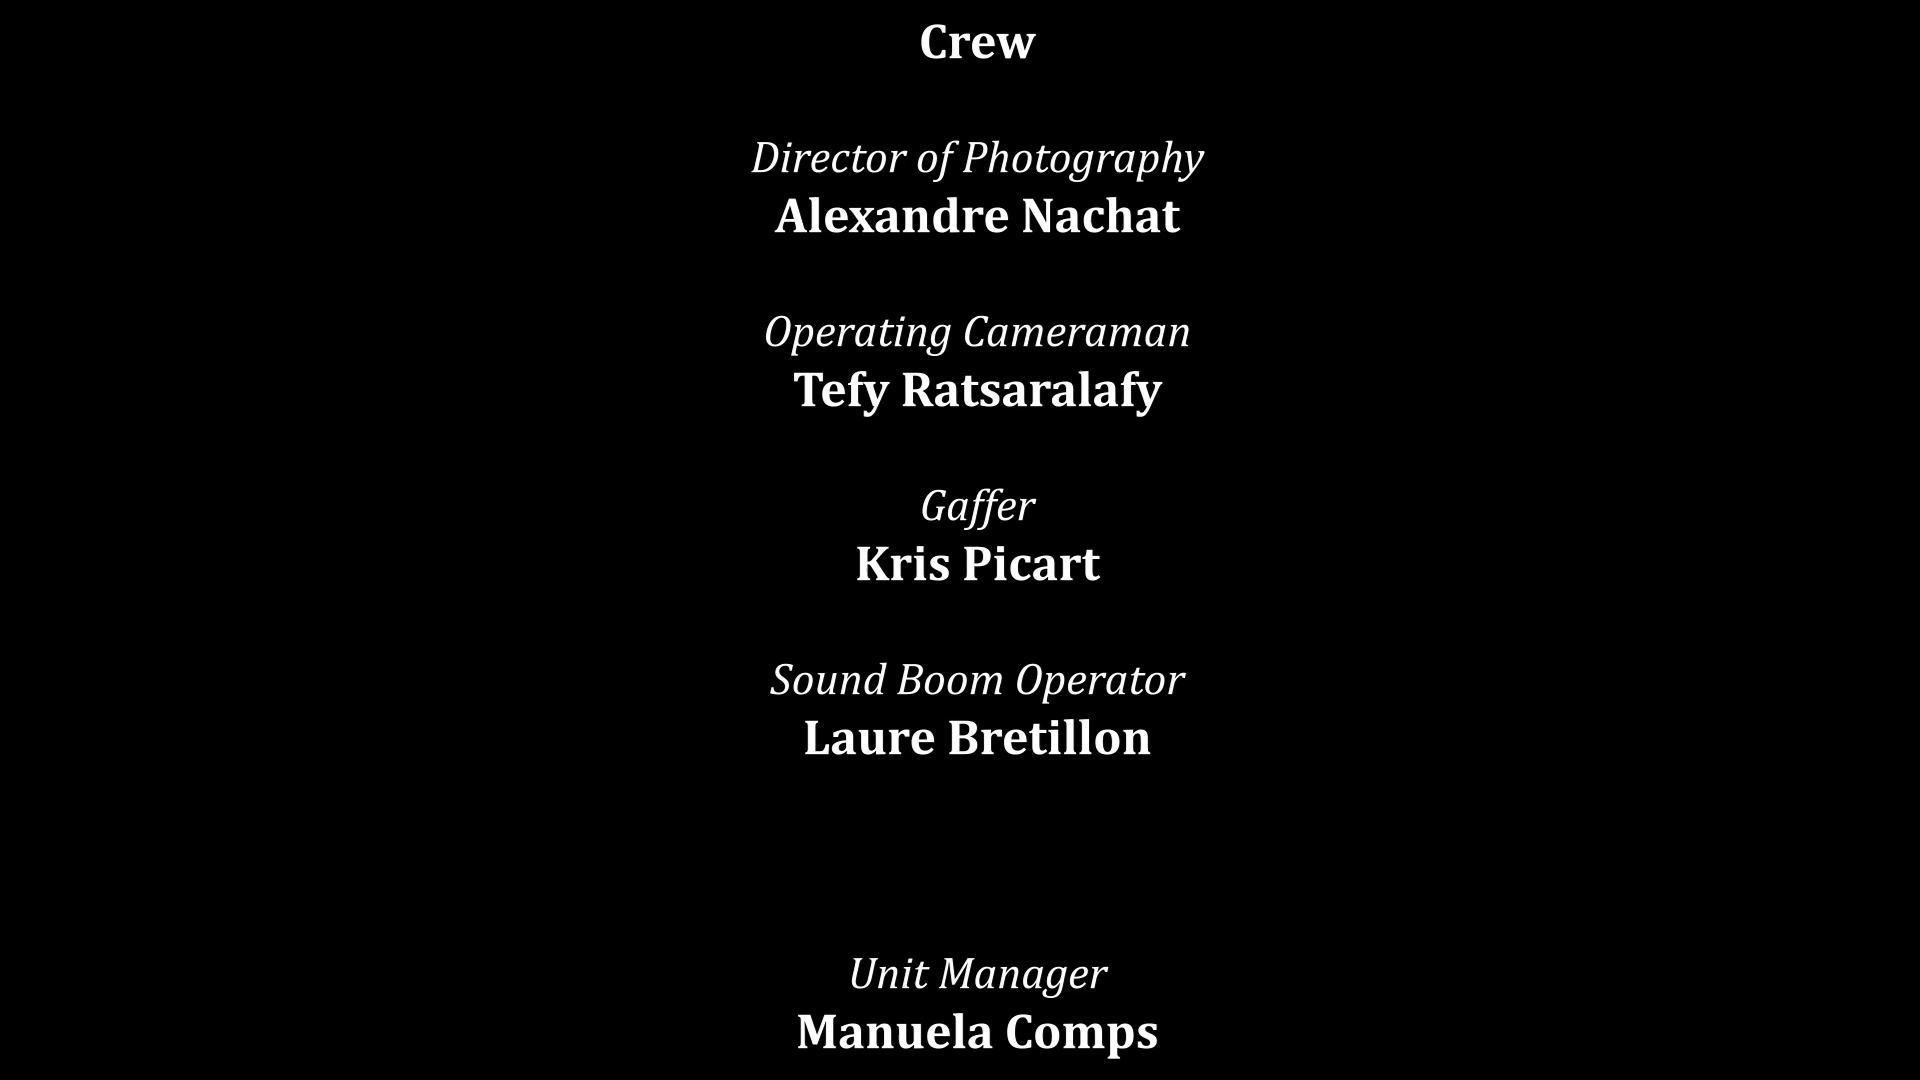 Crew
Director of Photography
Alexandre Nachat
Operating Cameraman
Tefy Ratsaralafy
Gaffer
Kris Picart
Sound Boom Operator
Laure Bretillon
Unit Manager
Manuela Comps